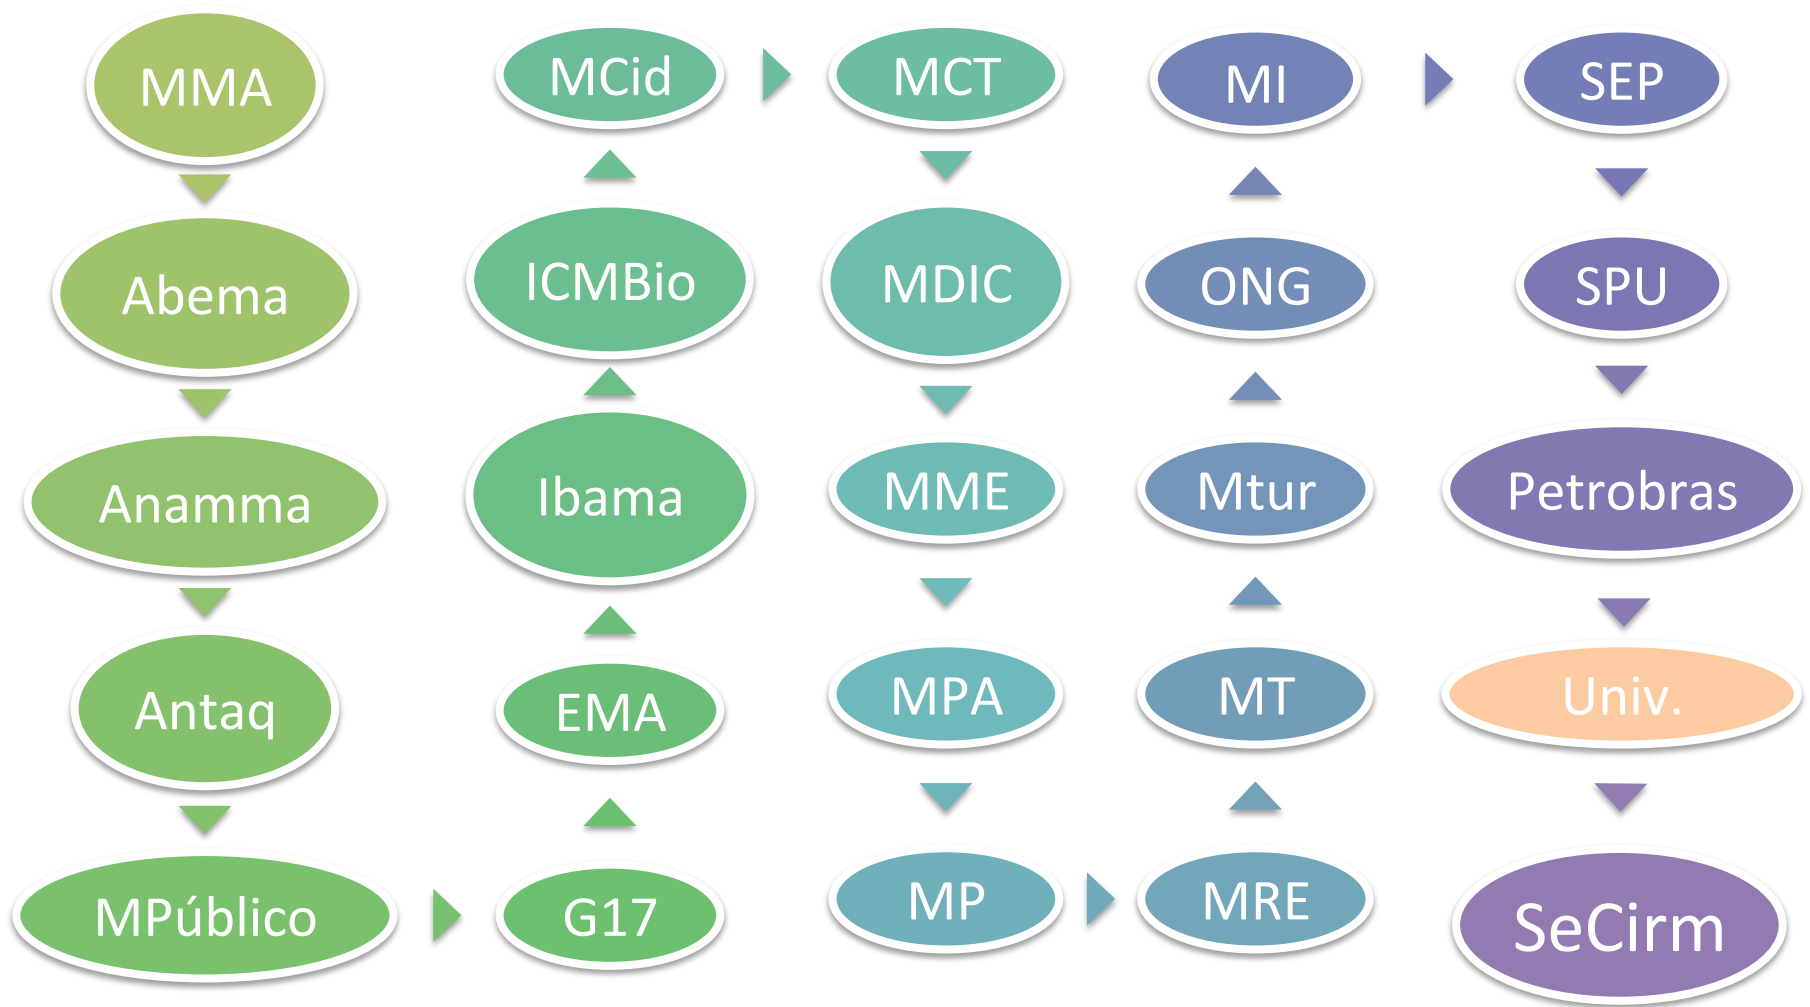 MMA
Abema
Anamma
Antaq
MPúblico
G17
EMA
Ibama
ICMBio
MCid
MCT
MDIC
MME
MPA
MP
MRE
MT
Mtur
ONG
MI
SEP
SPU
Petrobras
Univ.
SeCirm